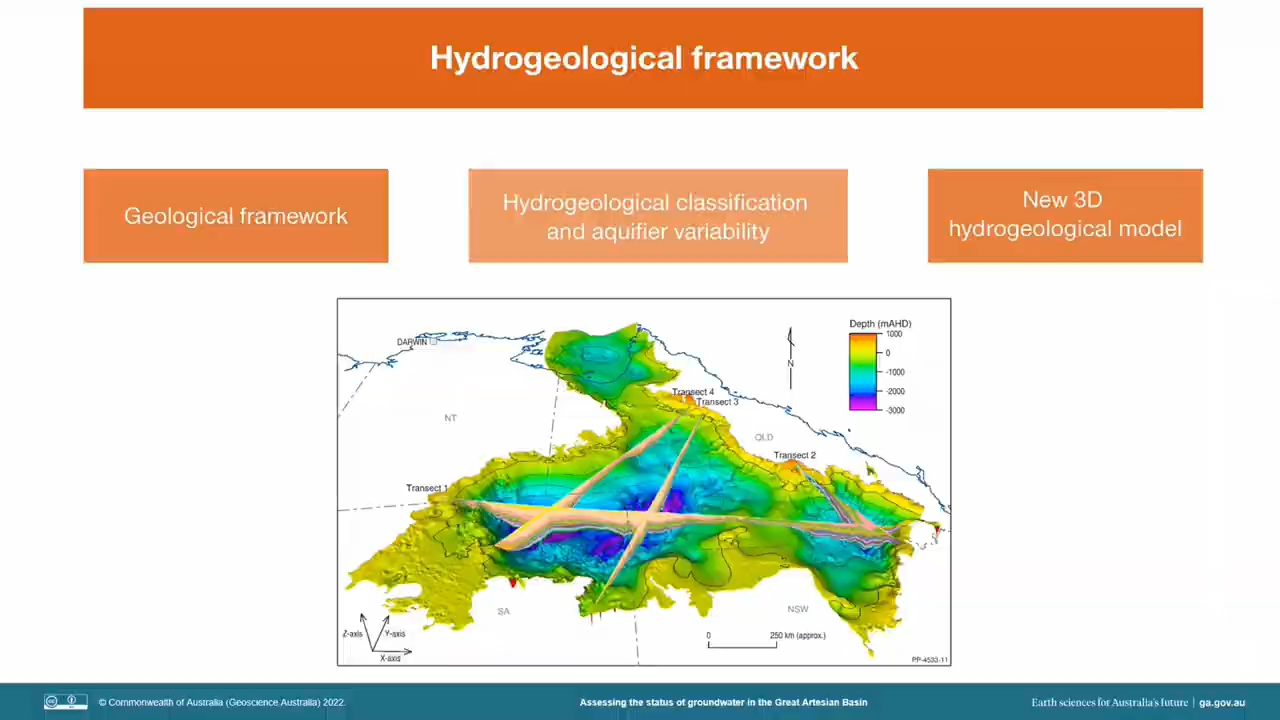 Hydrogeological framework
Geological framework
Hydrogeological classification
and aquifier variability
New 3D
hydrogeological model
Depth (mAHD)
1000
0
-1000
-2000
-3000
DARWIN
N
NT
QLD
SA
NSW
Transect 4
Transect 3
Transect 2
Transect 1
Z-axis
Y-axis
X-axis
0
250 km (approx.)
PP-4533-11
© Commonwealth of Australia (Geoscience Australia) 2022.
Assessing the status of groundwater in the Great Artesian Basin
Earth sciences for Australia's future | ga.gov.au